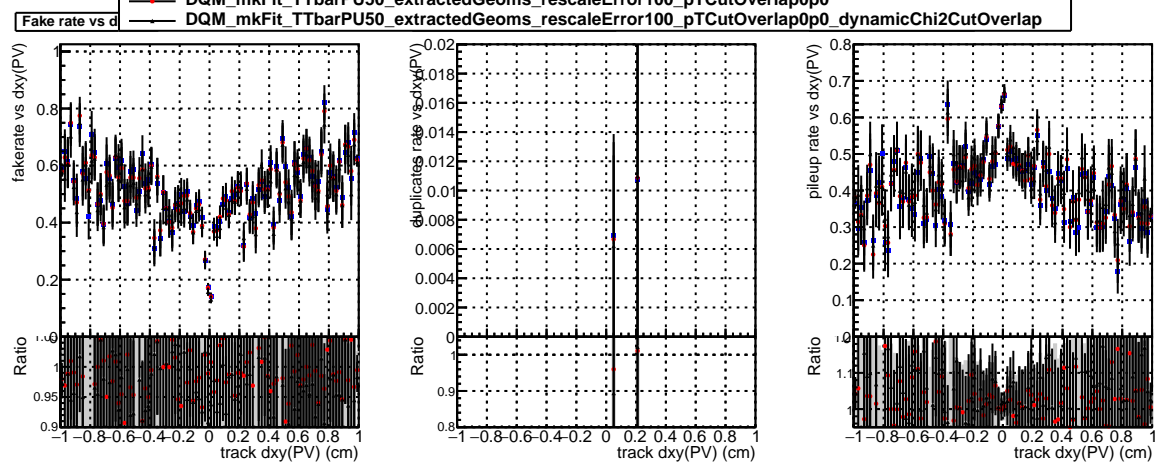 DQM_mkFit_TTbarPU50_extractedGeoms_rescaleError100_pTCutOverlap0p0
DQM_mkFit_TTbarPU50_extractedGeoms_rescaleError100_pTCutOverlap0p0_dynamicChi2CutOverlap
Fake rate vs d
fakerate vs dxy(PV)
1
0.8
0.6
0.4
0.2
Ratio
0.95
0.9
−1 −0.8 −0.6 −0.4 −0.2 0 0.2 0.4 0.6 0.8 1
track dxy(PV) (cm)
duplicates rate vs dxy(PV)
0.02
0.018
0.016
0.014
0.012
0.01
0.008
0.006
0.004
0.002
0
Ratio
1
0.9
0.8
−1 −0.8 −0.6 −0.4 −0.2 0 0.2 0.4 0.6 0.8 1
track dxy(PV) (cm)
pileup rate vs dxy(PV)
0.8
0.7
0.6
0.5
0.4
0.3
0.2
0.1
0
Ratio
1.1
1
−1 −0.8 −0.6 −0.4 −0.2 0 0.2 0.4 0.6 0.8 1
track dxy(PV) (cm)